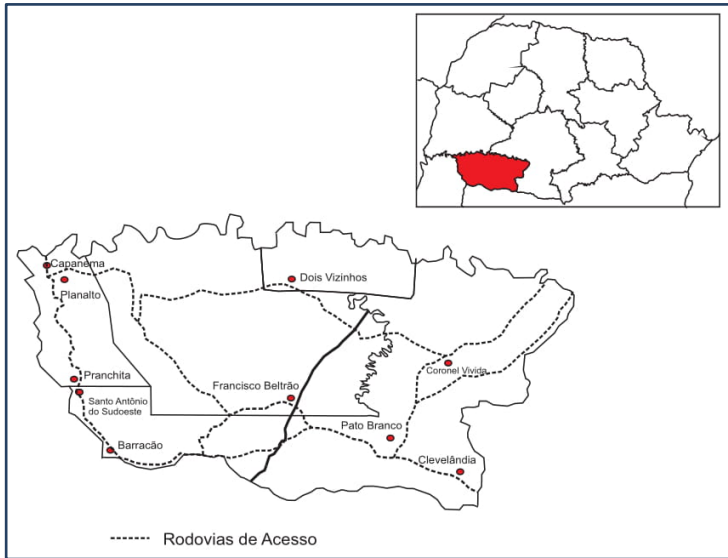 Capanema
Planalto
Dois Vizinhos
Pranchita
Santo Antônio
do Sudoeste
Francisco Beltrão
Coronel Vivida
Barracão
Pato Branco
Clevelândia
Rodovias de Acesso